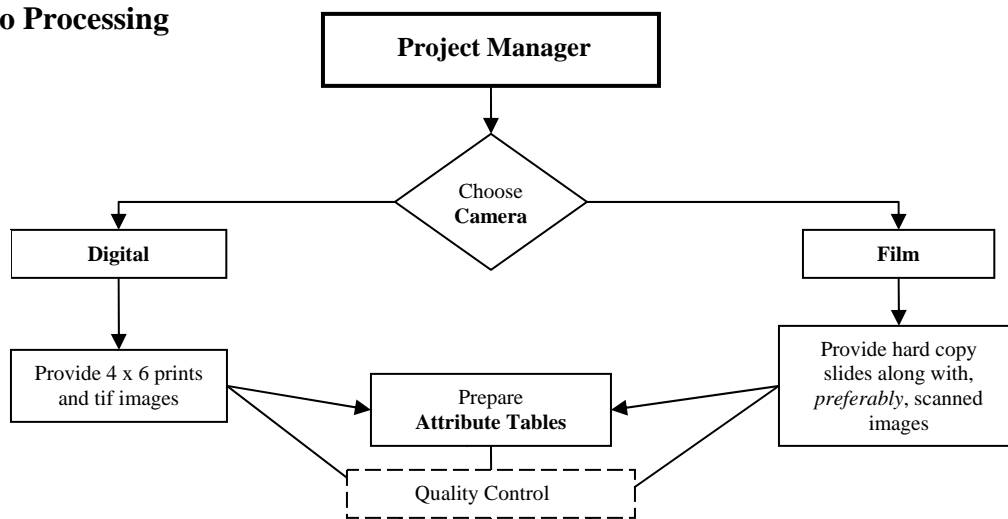 o Processing
Project Manager
Choose
Camera
Digital
Film
Provide 4 x 6 prints
and tif images
Prepare
Attribute Tables
Provide hard copy
slides along with,
preferably, scanned
images
Quality Control